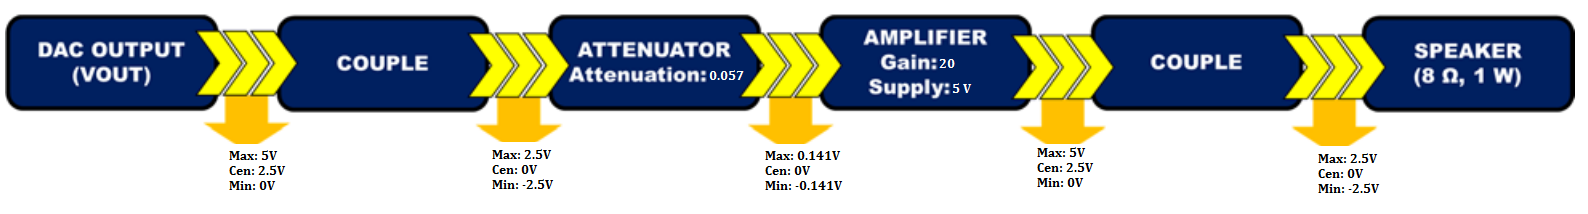 DAC OUTPUT
(VOUT)
COUPLE
ATTENUATOR
Attenuation: 0.057
AMPLIFIER
Gain: 20
Supply: 5 V
COUPLE
SPEAKER
(8 Ω, 1 W)
Max: 5V
Cen: 2.5V
Min: 0V
Max: 2.5V
Cen: 0V
Min: -2.5V
Max: 0.141V
Cen: 0V
Min: -0.141V
Max: 5V
Cen: 2.5V
Min: 0V
Max: 2.5V
Cen: 0V
Min: -2.5V